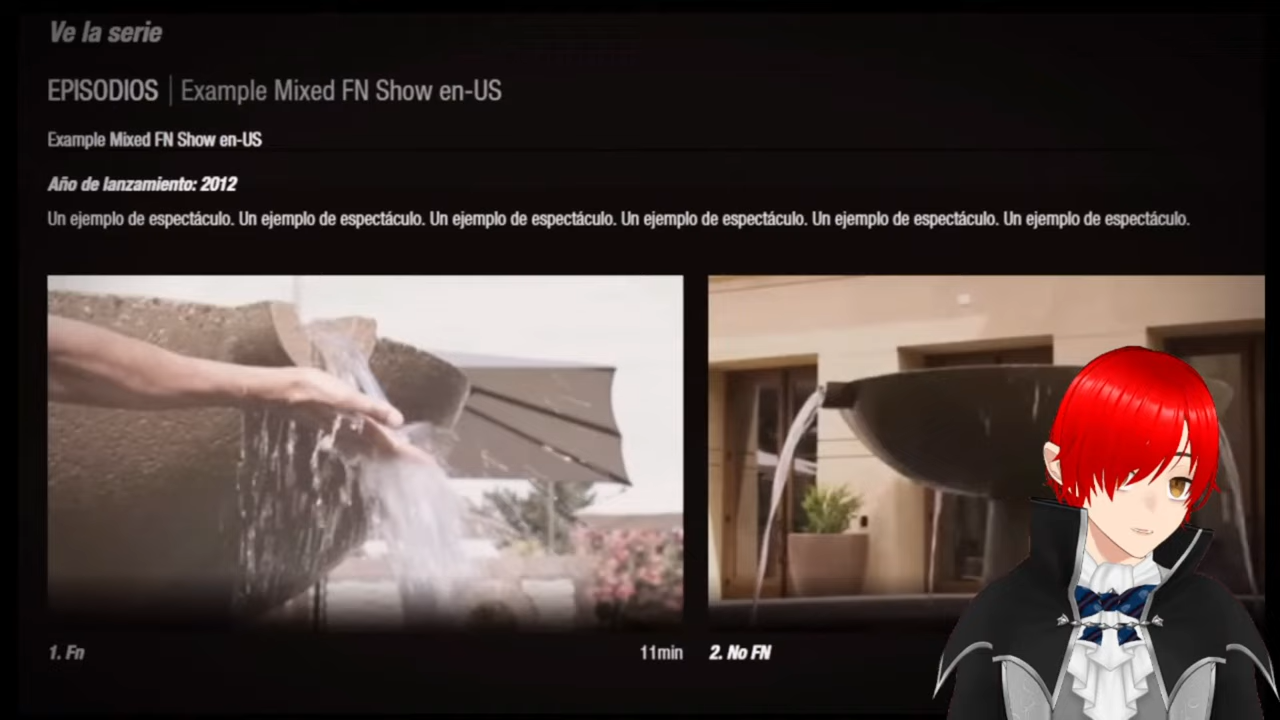 Ve la serie
EPISODIOS | Example Mixed FN Show en-US
Example Mixed FN Show en-US
Año de lanzamiento: 2012
Un ejemplo de espectáculo. Un ejemplo de espectáculo. Un ejemplo de espectáculo. Un ejemplo de espectáculo. Un ejemplo de espectáculo. Un ejemplo de espectáculo.
1. Fn 11min 2. No FN